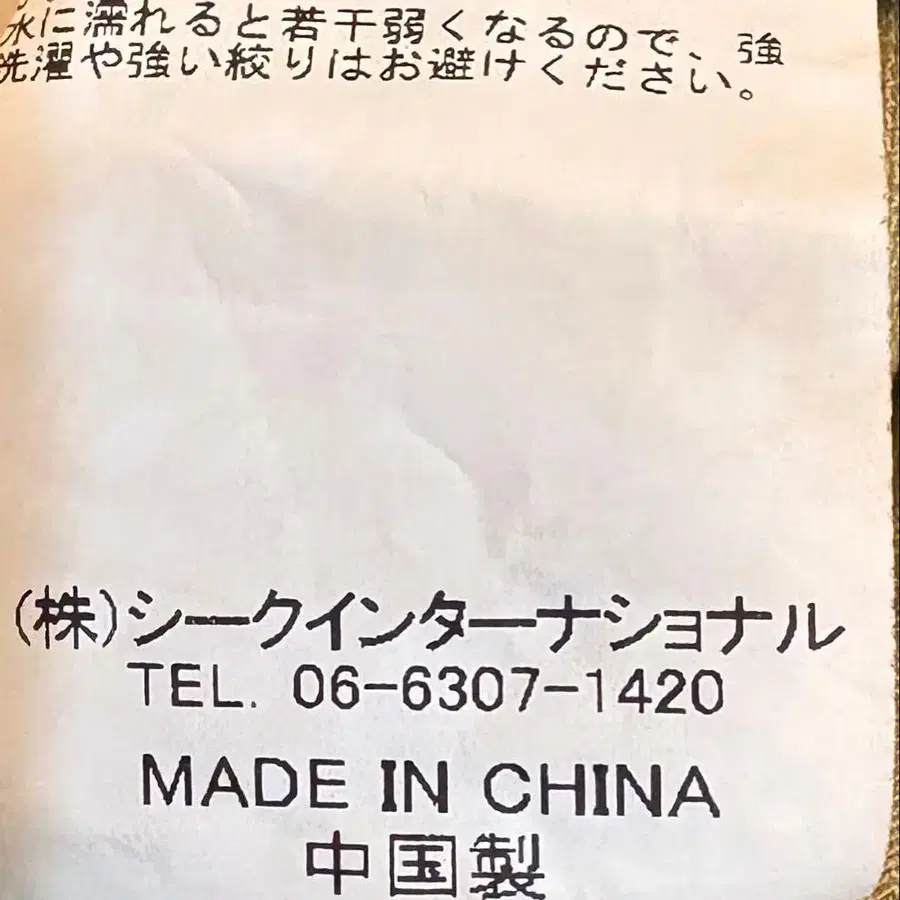 水に濡れると若干弱くなるので、強
洗濯や強い絞りはお避けください。
(株)シークインターナショナル
TEL. 06-6307-1420
MADE IN CHINA
中国製